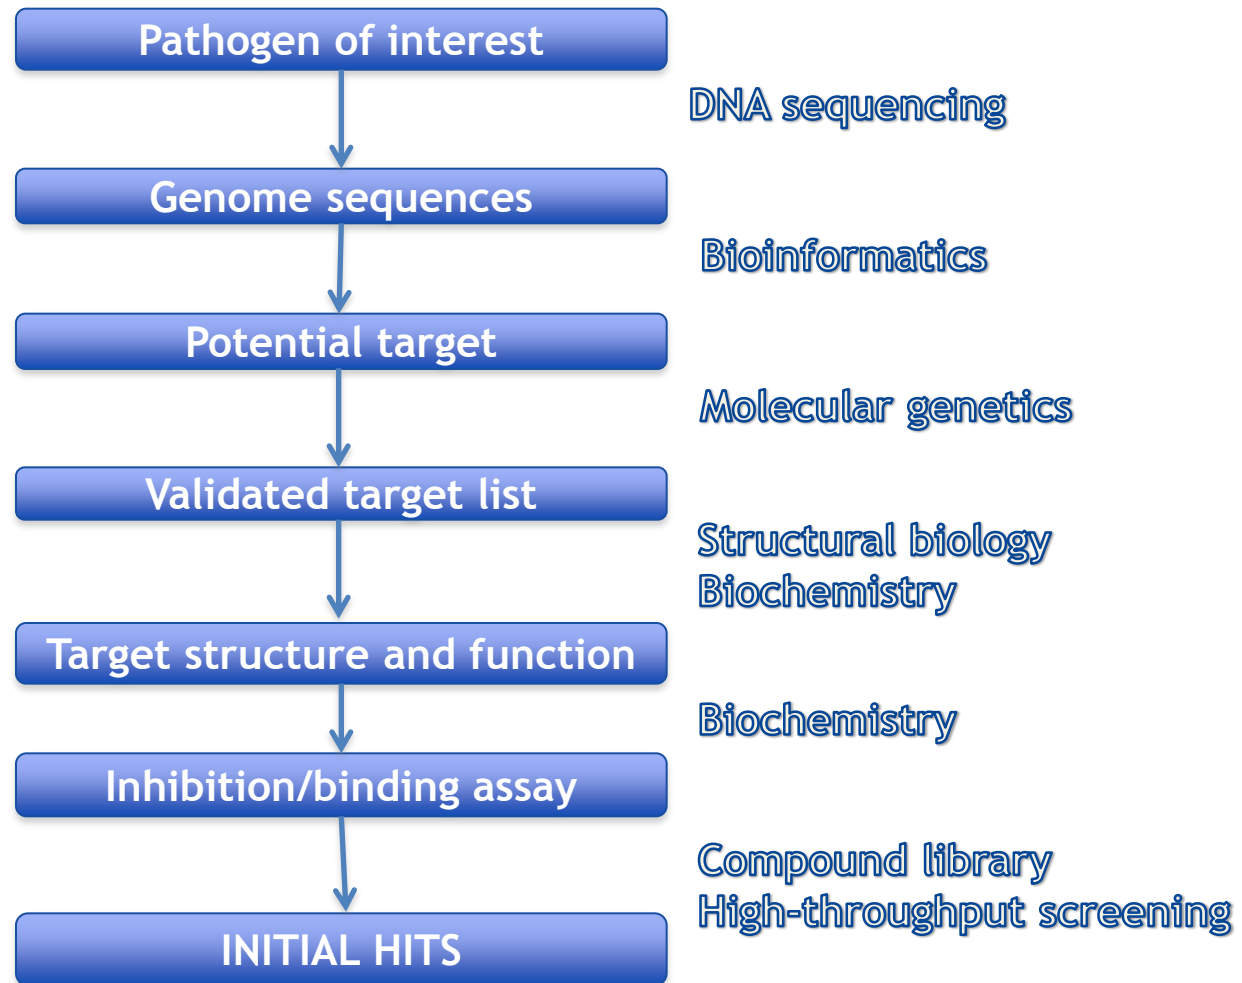 Pathogen of interest
DNA sequencing
Genome sequences
Bioinformatics
Potential target
Molecular genetics
Validated target list
Structural biology
Biochemistry
Target structure and function
Biochemistry
Inhibition/binding assay
Compound library
High-throughput screening
INITIAL HITS